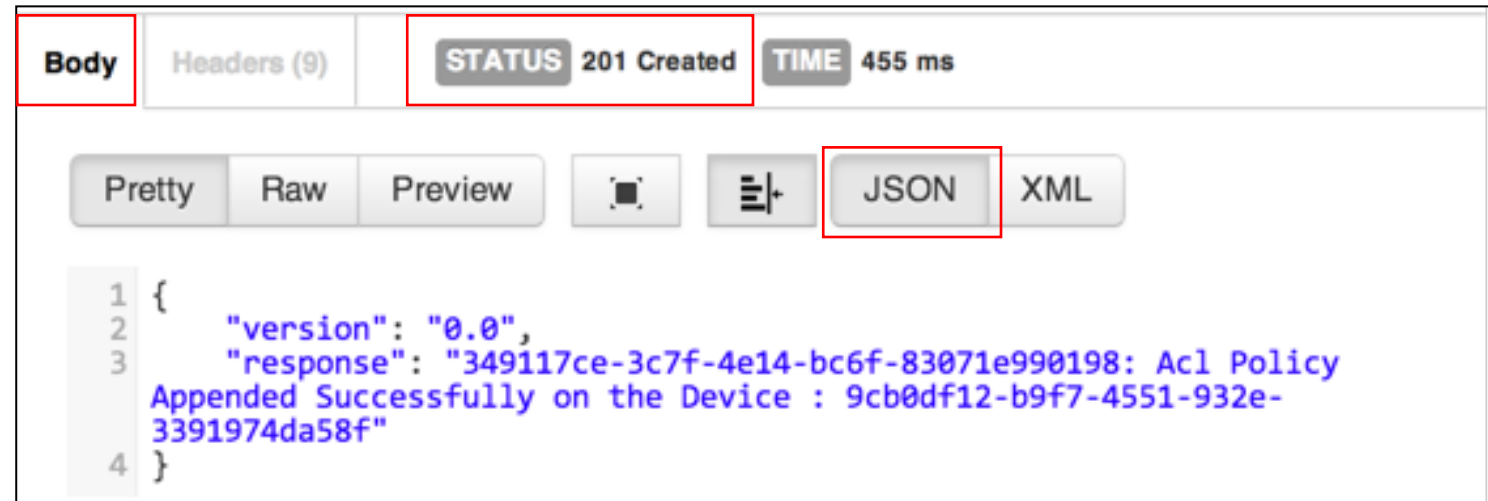 Body Headers (9) STATUS 201 Created TIME 455 ms
Pretty Raw Preview JSON XML
1 {
2 "version": "0.0",
3 "response": "349117ce-3c7f-4e14-bc6f-83071e990198: Acl Policy
Appended Successfully on the Device : 9cb0df12-b9f7-4551-932e-
3391974da58f"
4 }